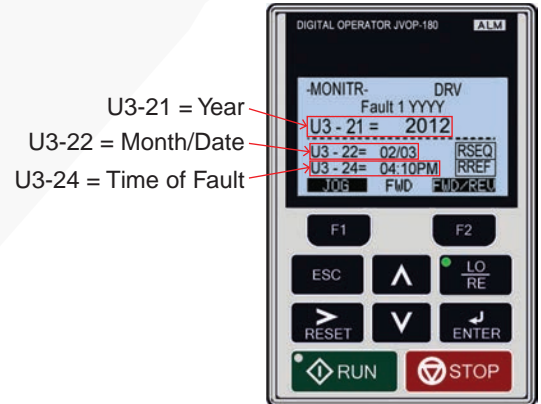 DIGITAL OPERATOR JVOP-180 ALM
-MONITR- DRV
Fault 1 YYYY
U3-21 = Year
U3 - 21 = 2012
U3-22 = Month/Date
U3 - 22= 02/03 RSEQ
U3-24 = Time of Fault
U3 - 24= 04:10PM RREF
JOG FWD FWD/REV
F1 F2
ESC LO
RE
RESET ENTER
RUN STOP